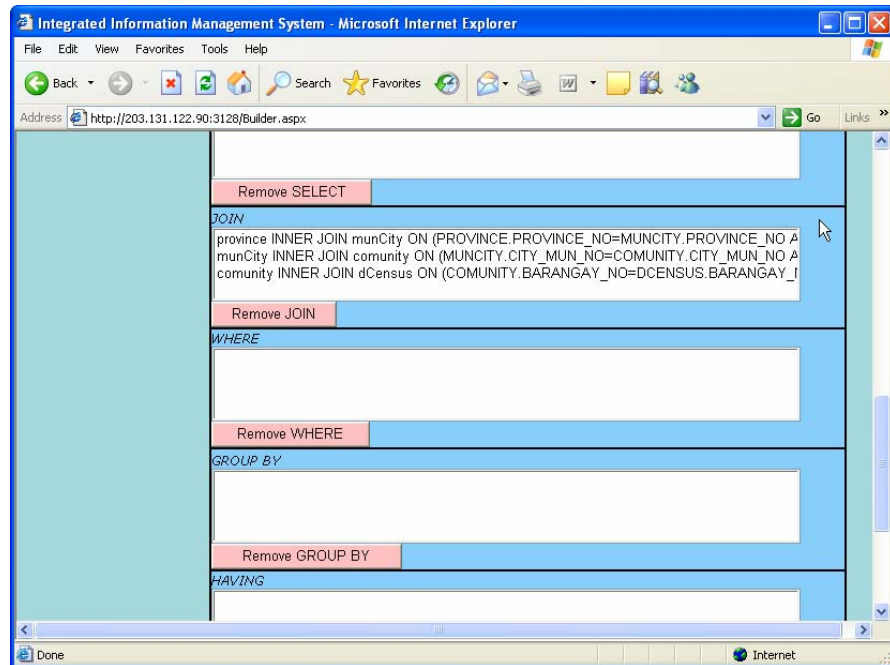 Integrated Information Management System - Microsoft Internet Explorer
File Edit View Favorites Tools Help
Back Search Favorites
Address http://203.131.122.90:3128/Builder.aspx Go Links »
Remove SELECT
JOIN
province INNER JOIN munCity ON (PROVINCE.PROVINCE_NO=MUNCITY.PROVINCE_NO A
munCity INNER JOIN comunity ON (MUNCITY.CITY_MUN_NO=COMUNITY.CITY_MUN_NO A
comunity INNER JOIN dCensus ON (COMUNITY.BARANGAY_NO=DCENSUS.BARANGAY_
Remove JOIN
WHERE
Remove WHERE
GROUP BY
Remove GROUP BY
HAVING
Done Internet